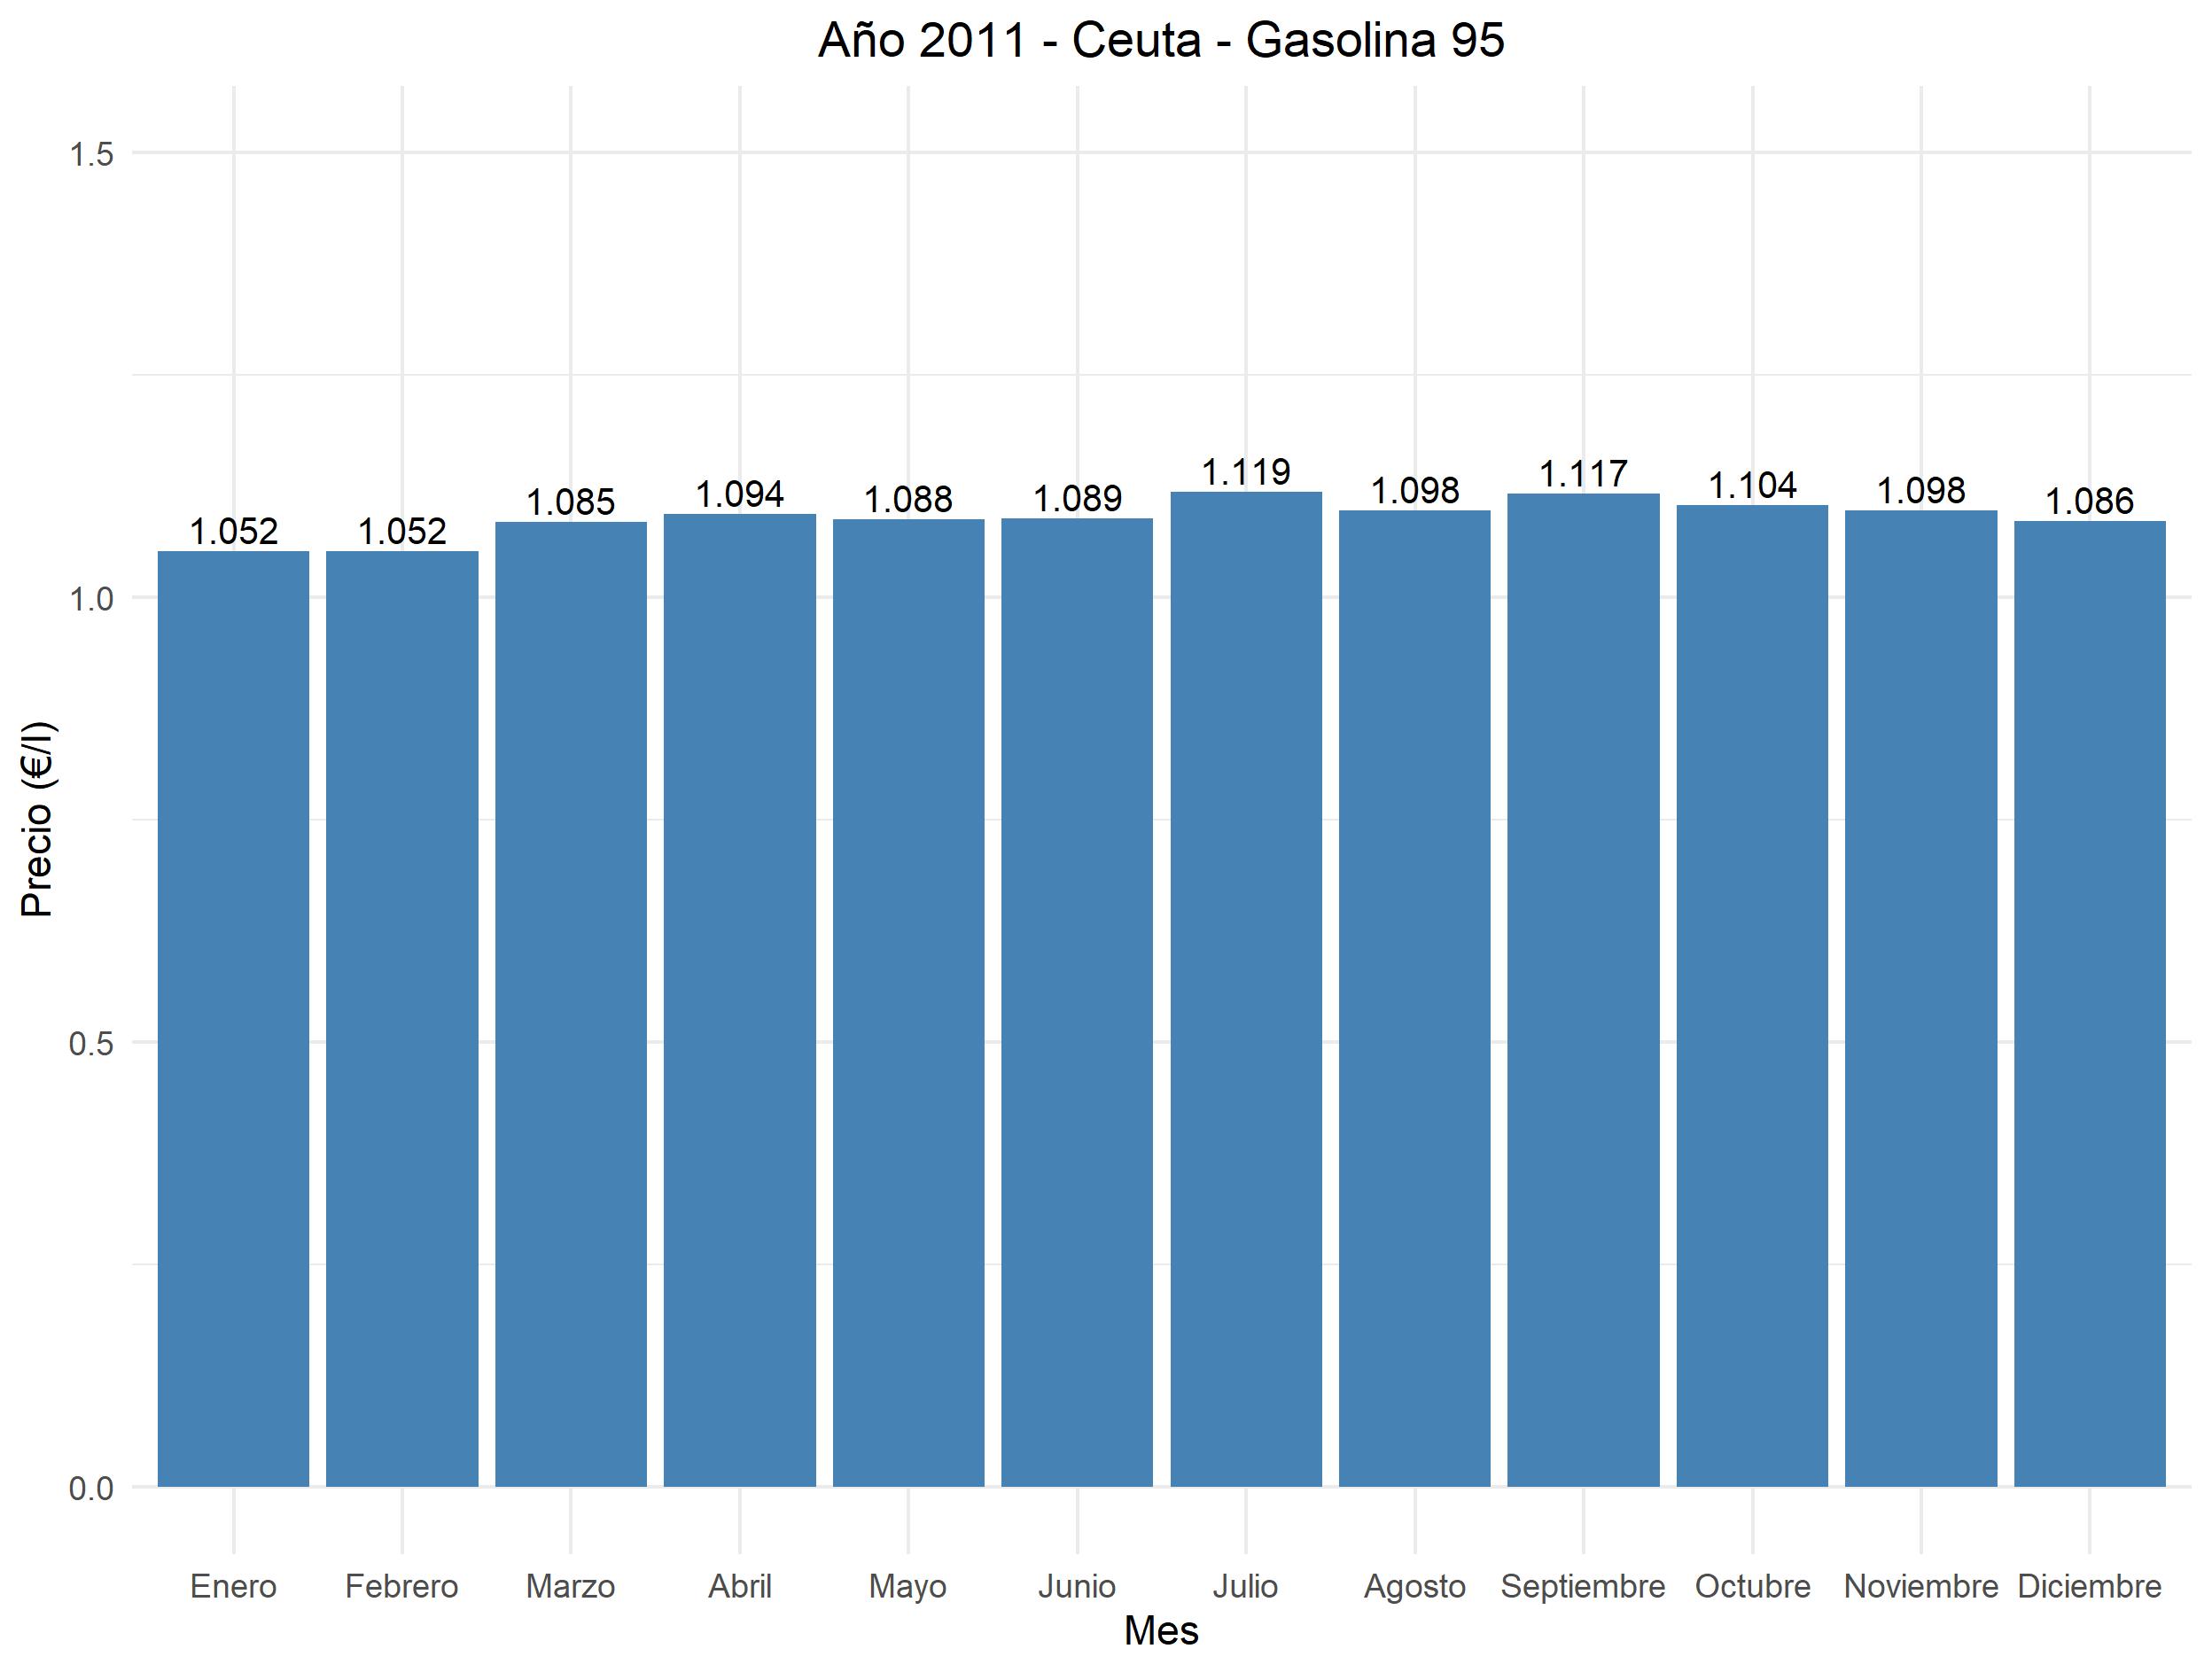 Año 2011 - Ceuta - Gasolina 95
1.5
1.0
0.5
0.0
Precio (€/l)
1.052 1.052 1.085 1.094 1.088 1.089 1.119 1.098 1.117 1.104 1.098 1.086
Enero Febrero Marzo Abril Mayo Junio Julio Agosto Septiembre Octubre Noviembre Diciembre
Mes